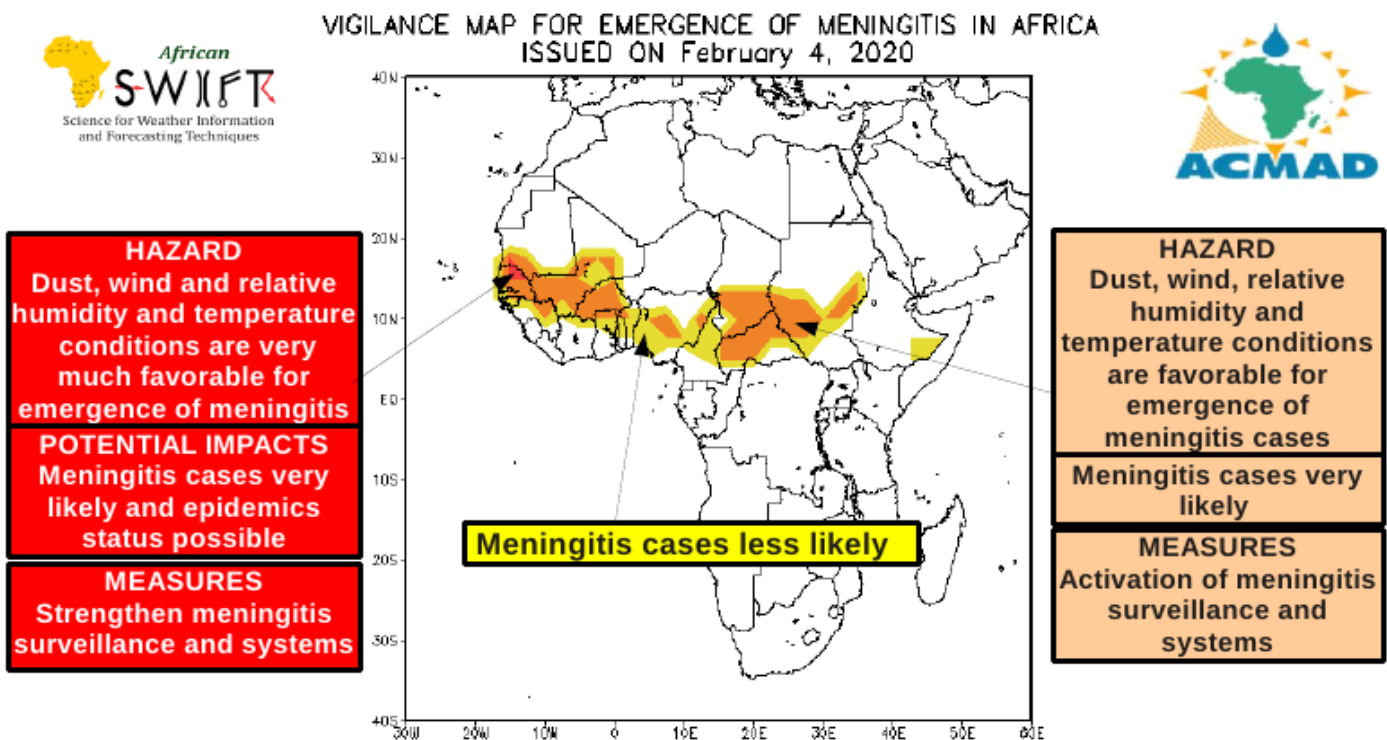 VIGILANCE MAP FOR EMERGENCE OF MENINGITIS IN AFRICA
ISSUED ON February 4, 2020
African
SWIFT
Science for Weather Information
and Forecasting Techniques
ACMAD
HAZARD
Dust, wind and relative
humidity and temperature
conditions are very
much favorable for
emergence of meningitis
POTENTIAL IMPACTS
Meningitis cases very
likely and epidemics
status possible
MEASURES
Strengthen meningitis
surveillance and systems
40N
30N
20N
10N
EQ
10S
20S
30S
40S
30W 20W 10W 0 10E 20E 30E 40E 50E 60E
Meningitis cases less likely
HAZARD
Dust, wind, relative
humidity and
temperature conditions
are favorable for
emergence of
meningitis cases
Meningitis cases very
likely
MEASURES
Activation of meningitis
surveillance and
systems